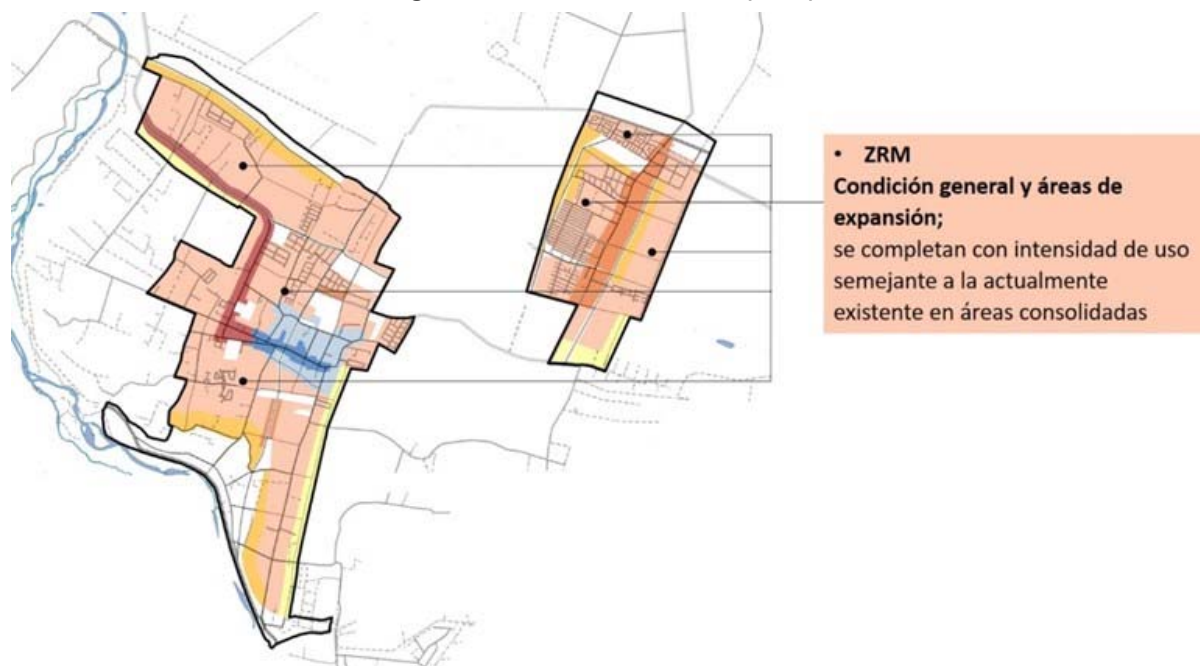 • ZRM
Condición general y áreas de
expansión;
se completan con intensidad de uso
semejante a la actualmente
existente en áreas consolidadas